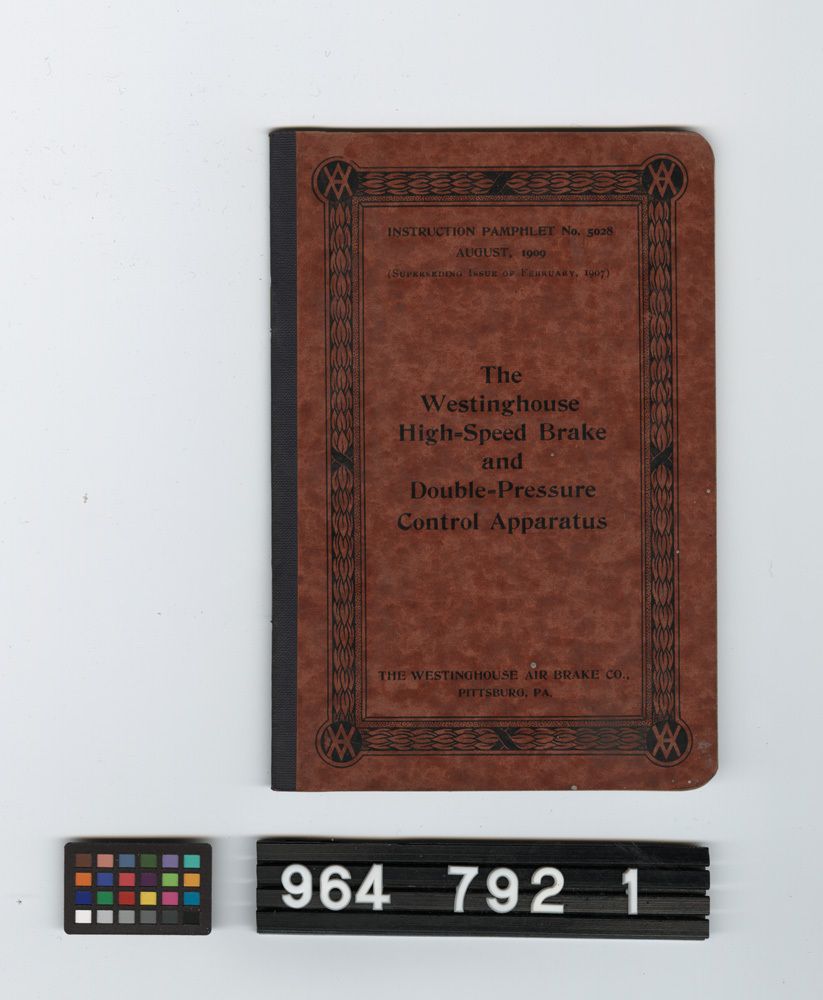 INSTRUCTION PAMPHLET No. 5028
AUGUST, 1909
(SUPERSEDING ISSUE OF FEBRUARY, 1907)
The
Westinghouse
High-Speed Brake
and
Double-Pressure
Control Apparatus
THE WESTINGHOUSE AIR BRAKE CO.,
PITTSBURG, PA.
964 792 1